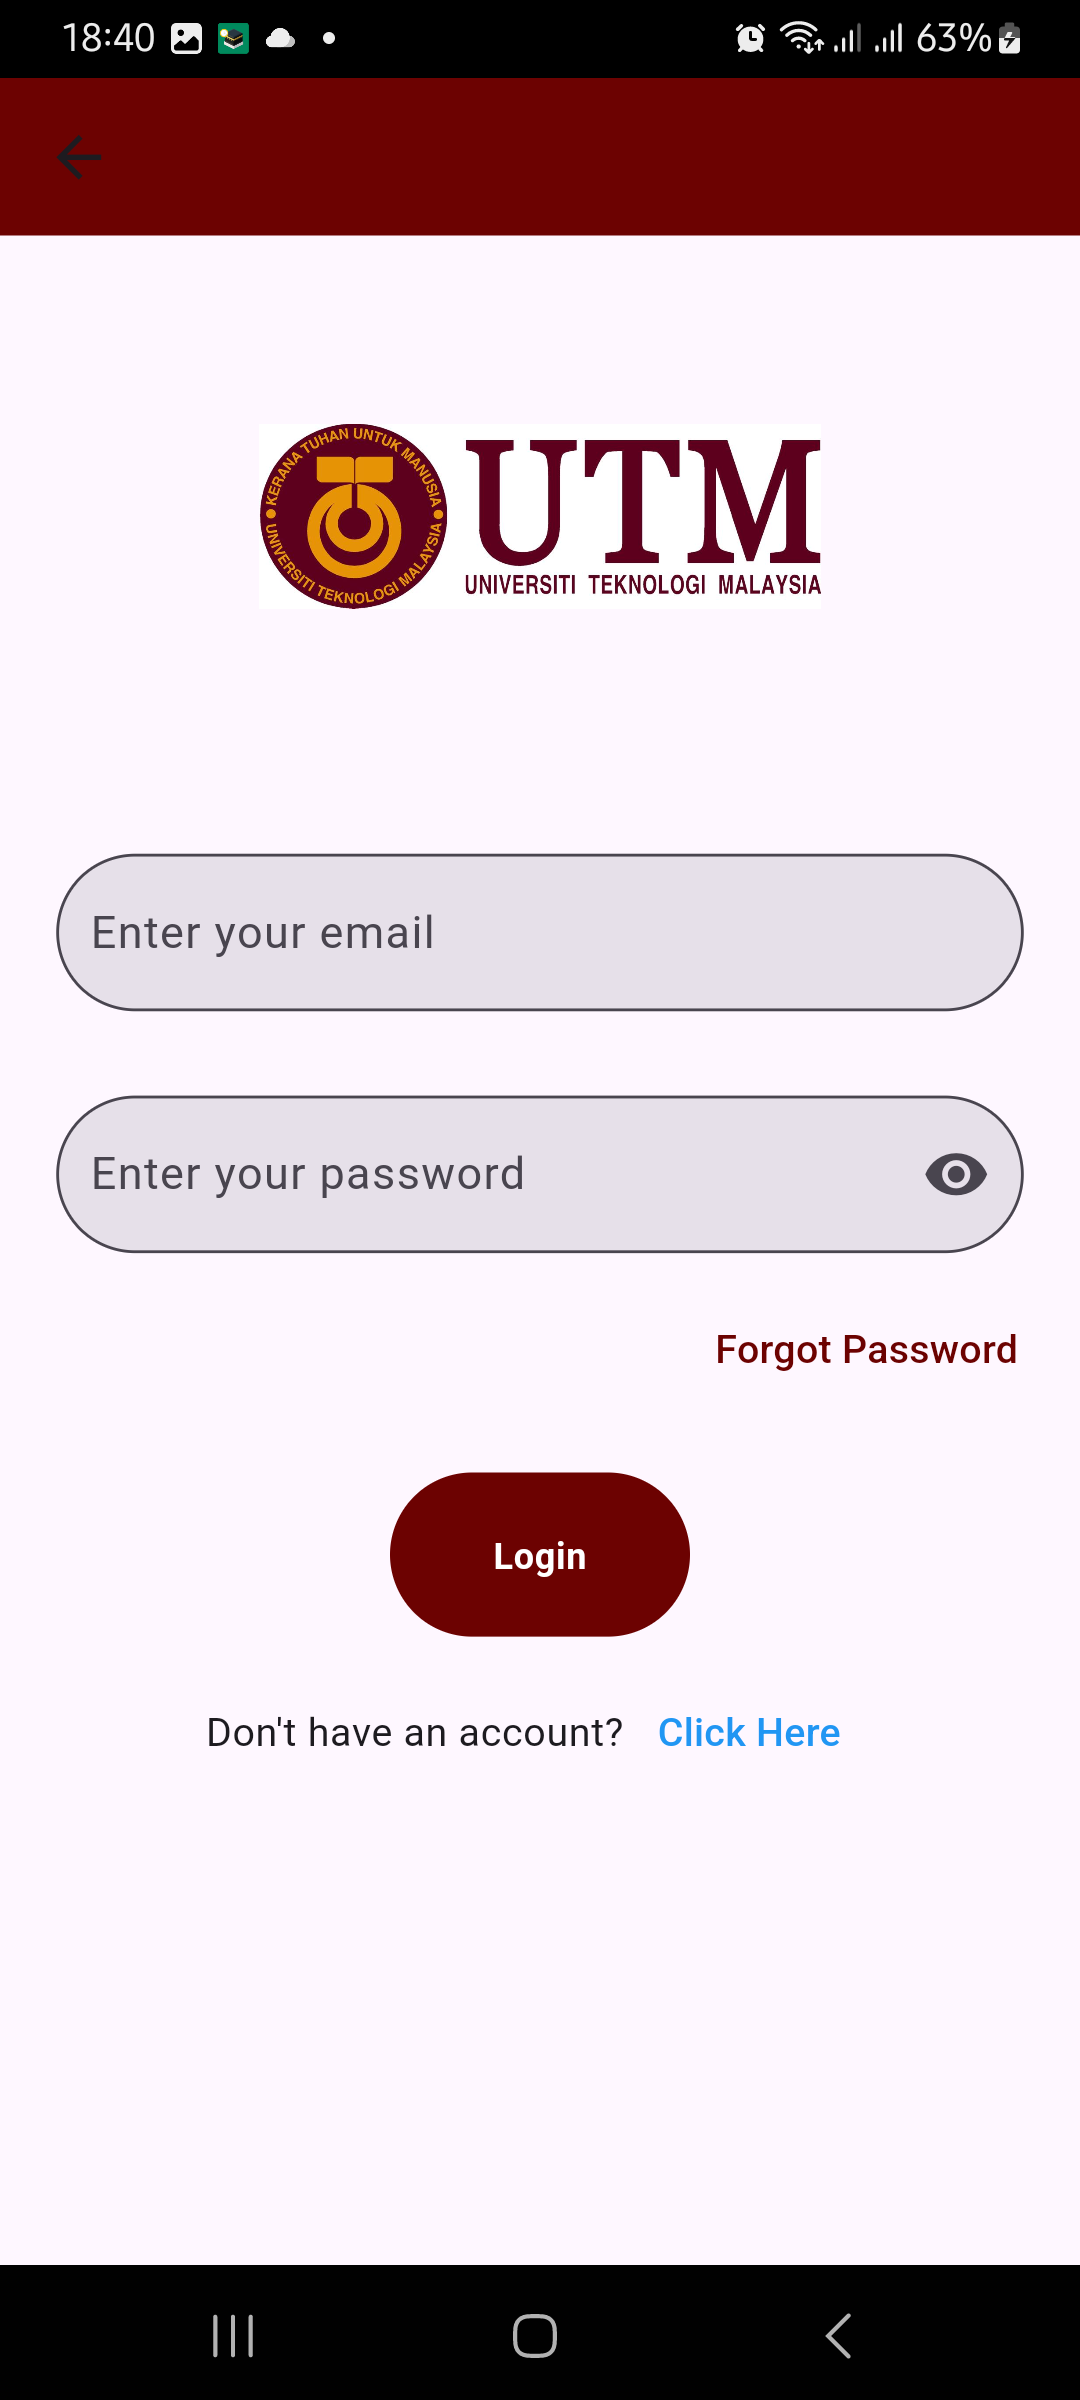 18:40 63%
KERANA TUHAN UNTUK MANUSIA
UNIVERSITI TEKNOLOGI MALAYSIA
UTM
UNIVERSITI TEKNOLOGI MALAYSIA
Enter your email
Enter your password
Forgot Password
Login
Don't have an account? Click Here